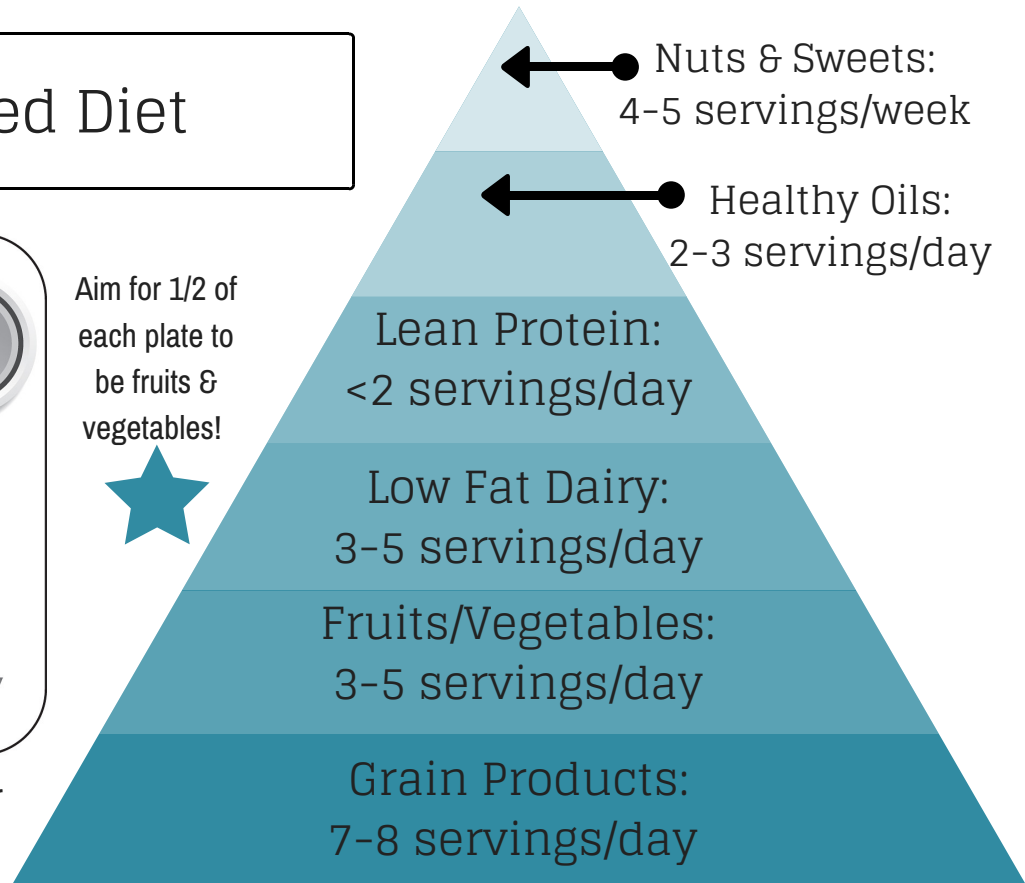 ed Diet
Nuts & Sweets:
4-5 servings/week
Healthy Oils:
2-3 servings/day
Aim for 1/2 of
each plate to
be fruits &
vegetables!
Lean Protein:
<2 servings/day
Low Fat Dairy:
3-5 servings/day
Fruits/Vegetables:
3-5 servings/day
Grain Products:
7-8 servings/day